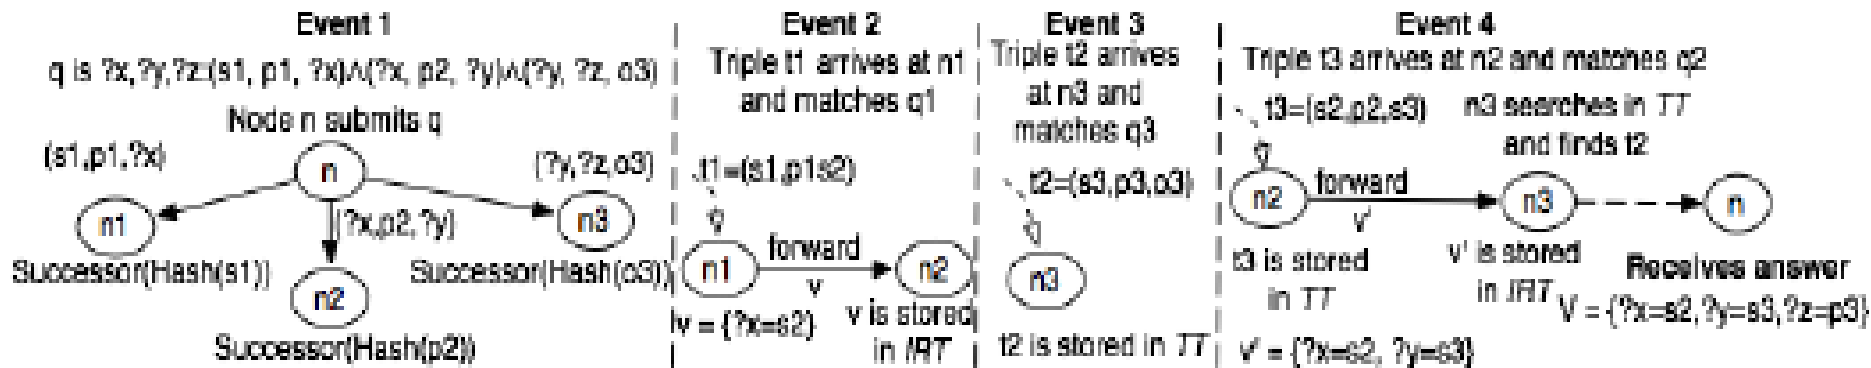 Event 1
q is ?x,?y,?z:(s1, p1, ?x)∧(?x, p2, ?y)∧(?y, ?z, o3)
Node n submits q
(s1,p1,?x)
n
(?y,?z,o3)
n1
(?x,p2,?y)
n3
Successor(Hash(s1))
Successor(Hash(o3))
n2
Successor(Hash(p2))
Event 2
Triple t1 arrives at n1
and matches q1
t1=(s1,p1s2)
n1
forward
v
n2
v = {?x=s2}
v is stored
in IRT
Event 3
Triple t2 arrives
at n3 and
matches q3
t2=(s3,p3,o3)
n3
t2 is stored in TT
Event 4
Triple t3 arrives at n2 and matches q2
t3=(s2,p2,s3)
n3 searches in TT
and finds t2
n2
forward
v'
n3
n
t3 is stored
in TT
v' is stored
in IRT
Receives answer
V = {?x=s2,?y=s3,?z=p3}
v' = {?x=s2, ?y=s3}